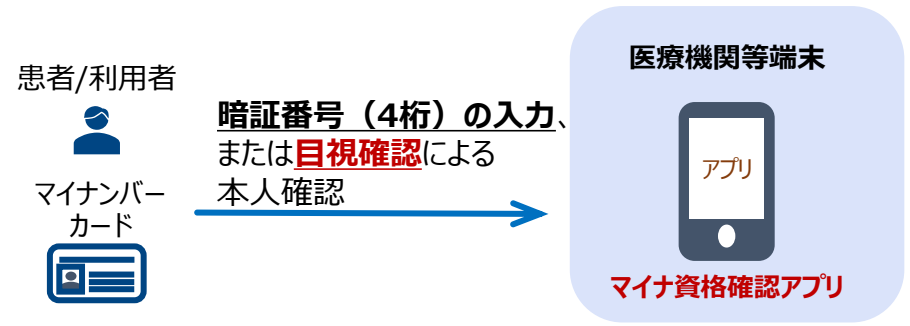 患者/利用者
マイナンバー
カード
暗証番号（4桁）の入力、
または目視確認による
本人確認
医療機関等端末
アプリ
マイナ資格確認アプリ